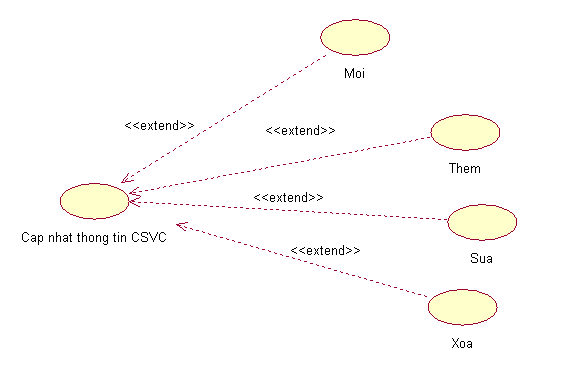 Moi
<<extend>>
<<extend>>
Them
<<extend>>
Cap nhat thong tin CSVC
<<extend>>
Sua
Xoa